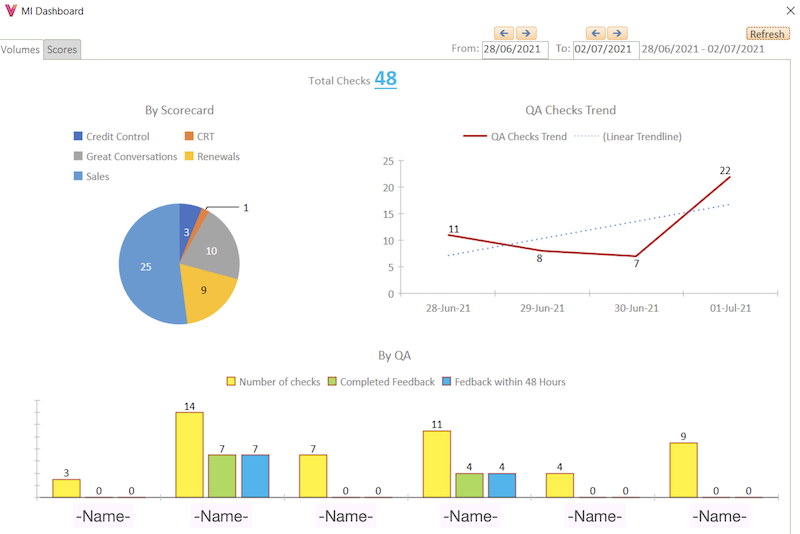 MI Dashboard
Volumes Scores
From: 28/06/2021 To: 02/07/2021 28/06/2021 - 02/07/2021 Refresh
Total Checks 48
By Scorecard
Credit Control CRT
Great Conversations Renewals
Sales
1
3
10
25
9
QA Checks Trend
QA Checks Trend (Linear Trendline)
25
20
15
10
5
0
11
8
7
22
28-Jun-21 29-Jun-21 30-Jun-21 01-Jul-21
By QA
Number of checks Completed Feedback Fedback within 48 Hours
3 0 0 14 7 7 7 0 0 11 4 4 4 0 0 9 0 0
-Name- -Name- -Name- -Name- -Name- -Name-